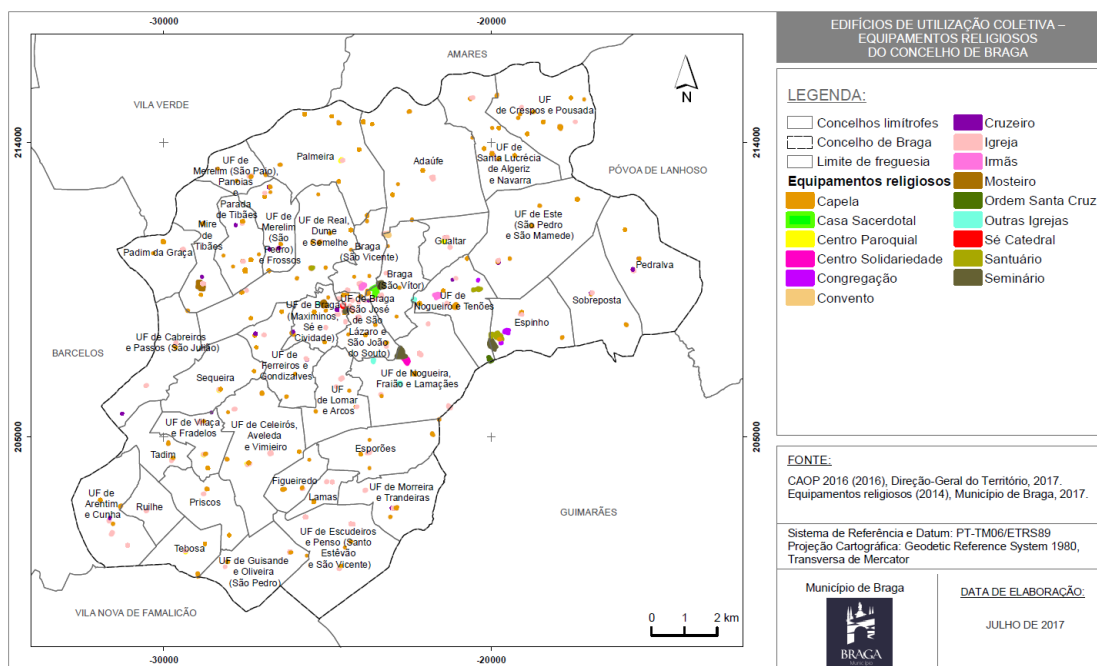 -30000
-20000
AMARES
VILA VERDE
PÓVOA DE LANHOSO
BARCELOS
GUIMARÃES
VILA NOVA DE FAMALICÃO
N
214000
214000
205000
205000
UF
de Crespos e Pousada
UF de
Santa Lucrécia
de Algeriz
e Navarra
Palmeira
Adaúfe
UF de
Merelim (São Paio),
Panoias
e
Parada
de Tibães
Mire
de
Tibães
UF de
Merelim
(São
Pedro)
e Frossos
UF de Real,
Dume
e Semelhe
Braga
(São Vicente)
UF de Este
(São Pedro
e São Mamede)
Gualtar
Padim da Graça
Pedralva
Braga
(São Vítor)
Sobreposta
UF de Braga
(Maximinos,
Sé e
Cividade)
UF de Braga
(São José
de São
Lázaro e
São João
do Souto)
UF de
Nogueiró e Tenões
Espinho
UF de Cabreiros
e Passos (São Julião)
UF de
Ferreiros e
Gondizalves
UF de Nogueira,
Fraião e Lamaçães
Sequeira
UF
de Lomar
e Arcos
UF de Vilaça
e Fradelos
UF de Celeirós,
Aveleda
e Vimieiro
Tadim
Esporões
Figueiredo
UF de
Arentim
e Cunha
Ruilhe
Priscos
Lamas
UF de Morreira
e Trandeiras
UF de Escudeiros
e Penso (Santo
Estêvão
e São Vicente)
Tebosa
UF de Guisande
e Oliveira
(São Pedro)
0 1 2 km
-30000
-20000
EDIFÍCIOS DE UTILIZAÇÃO COLETIVA –
EQUIPAMENTOS RELIGIOSOS
DO CONCELHO DE BRAGA
LEGENDA:
Concelhos limítrofes
Concelho de Braga
Limite de freguesia
Equipamentos religiosos
Capela
Casa Sacerdotal
Centro Paroquial
Centro Solidariedade
Congregação
Convento
Cruzeiro
Igreja
Irmãs
Mosteiro
Ordem Santa Cruz
Outras Igrejas
Sé Catedral
Santuário
Seminário
FONTE:
CAOP 2016 (2016), Direção-Geral do Território, 2017.
Equipamentos religiosos (2014), Município de Braga, 2017.
Sistema de Referência e Datum: PT-TM06/ETRS89
Projeção Cartográfica: Geodetic Reference System 1980,
Transversa de Mercator
Município de Braga
BRAGA
Município
DATA DE ELABORAÇÃO:
JULHO DE 2017